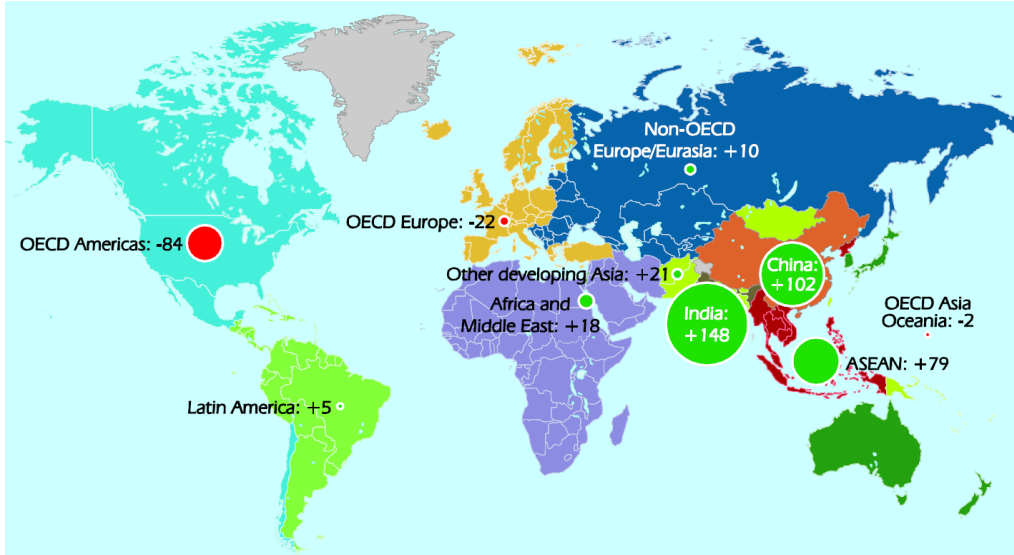 Non-OECD
Europe/Eurasia: +10
OECD Europe: -22
OECD Americas: -84
Other developing Asia: +21
China:
+102
Africa and
Middle East: +18
India:
+148
OECD Asia
Oceania: -2
ASEAN: +79
Latin America: +5